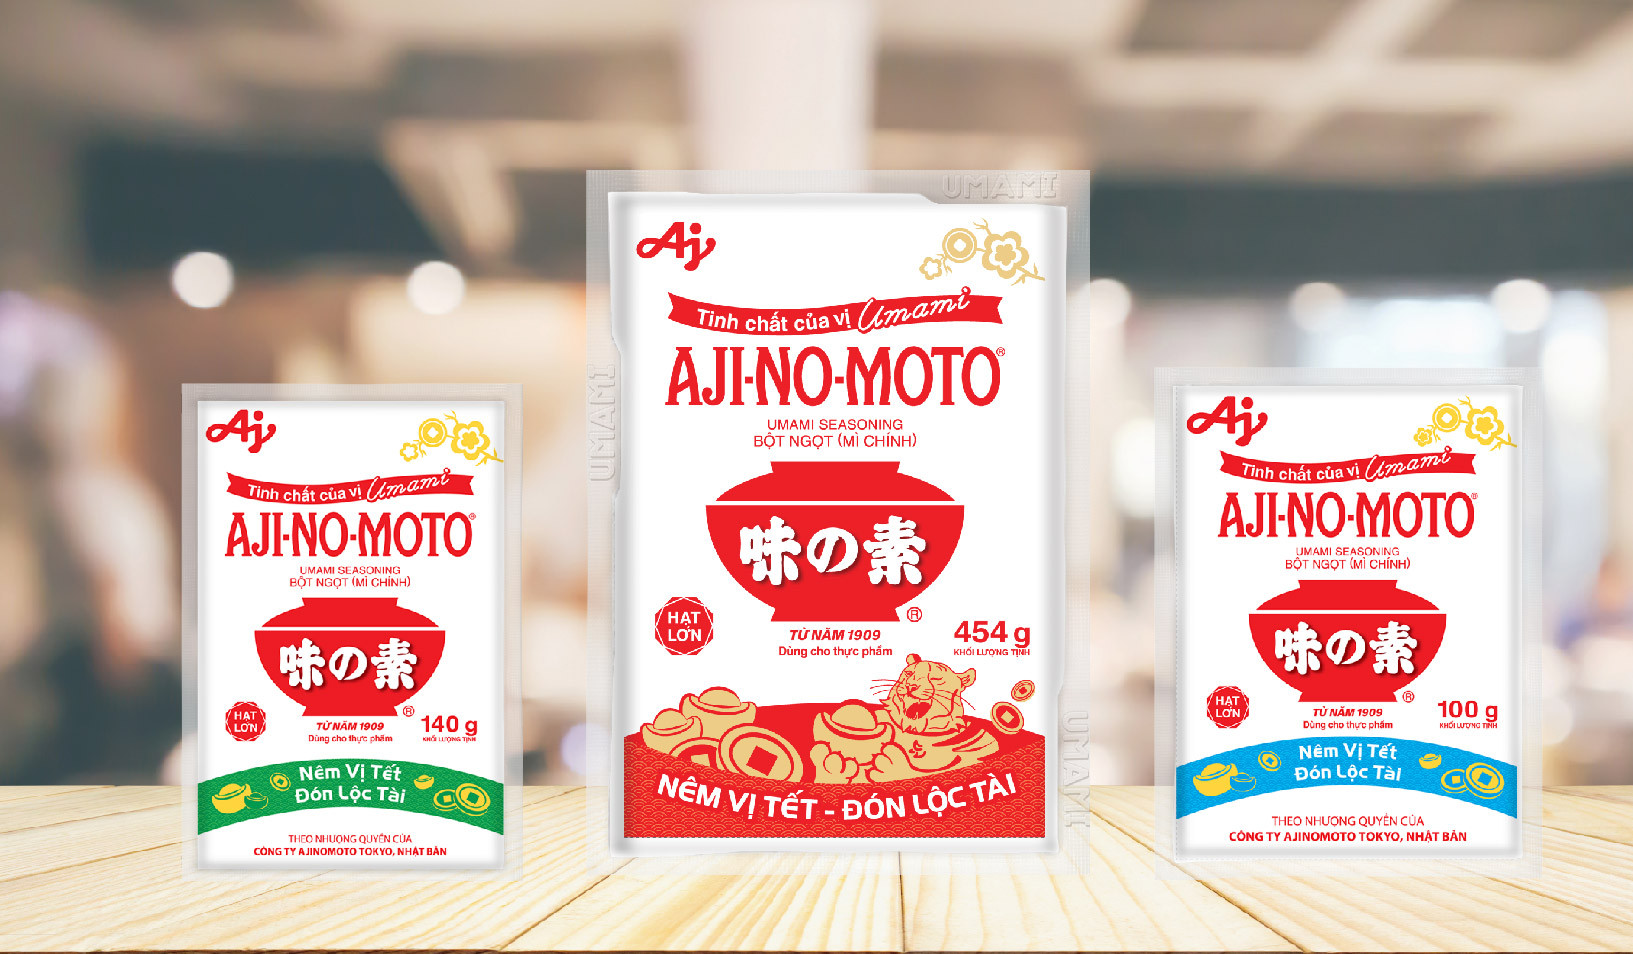 Aj
Tinh chất của vị Umami
AJI-NO-MOTO®
UMAMI SEASONING
BỘT NGỌT (MÌ CHÍNH)
味の素
®
HẠT
LỚN
TỪ NĂM 1909
Dùng cho thực phẩm
140 g
KHỐI LƯỢNG TỊNH
Nêm Vị Tết
Đón Lộc Tài
THEO NHƯỢNG QUYỀN CỦA
CÔNG TY AJINOMOTO TOKYO, NHẬT BẢN
UMAMI
UMAMI
UMAMI
Aj
Tinh chất của vị Umami
AJI-NO-MOTO®
UMAMI SEASONING
BỘT NGỌT (MÌ CHÍNH)
味の素
®
HẠT
LỚN
TỪ NĂM 1909
Dùng cho thực phẩm
454 g
KHỐI LƯỢNG TỊNH
NÊM VỊ TẾT - ĐÓN LỘC TÀI
Aj
Tinh chất của vị Umami
AJI-NO-MOTO®
UMAMI SEASONING
BỘT NGỌT (MÌ CHÍNH)
味の素
®
HẠT
LỚN
TỪ NĂM 1909
Dùng cho thực phẩm
100 g
KHỐI LƯỢNG TỊNH
Nêm Vị Tết
Đón Lộc Tài
THEO NHƯỢNG QUYỀN CỦA
CÔNG TY AJINOMOTO TOKYO, NHẬT BẢN